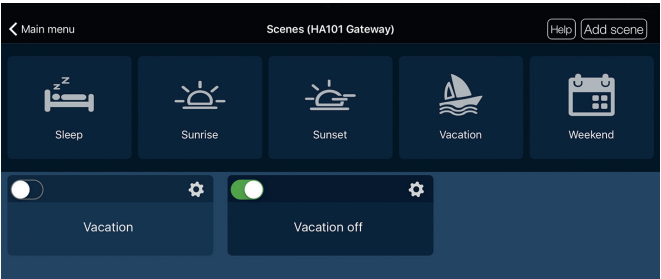 Main menu
Scenes (HA101 Gateway)
Help
Add scene
z z
Sleep
Sunrise
Sunset
Vacation
Weekend
Vacation
Vacation off